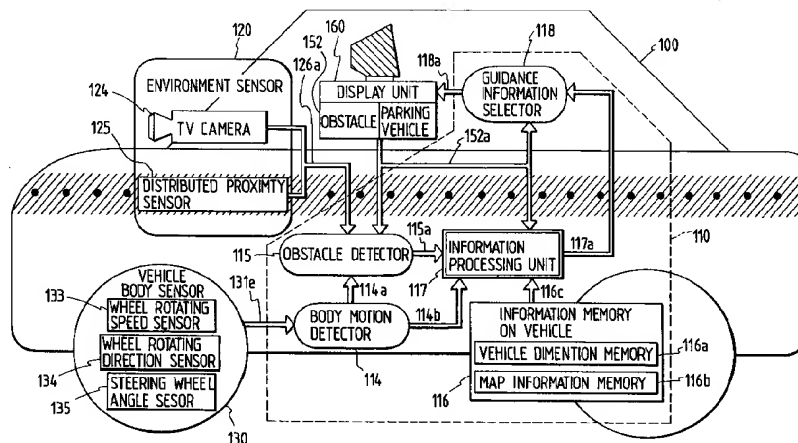 120
160
152
118
100
126a
118a
ENVIRONMENT SENSOR
124
TV CAMERA
DISPLAY UNIT
OBSTACLE
PARKING
VEHICLE
GUIDANCE
INFORMATION
SELECTOR
125
152a
DISTRIBUTED PROXIMTY
SENSOR
115
OBSTACLE DETECTOR
115a
INFORMATION
PROCESSING UNIT
117a
110
117
114a
114b
116c
VEHICLE
BODY SENSOR
133
WHEEL ROTATING
SPEED SENSOR
131e
BODY MOTION
DETECTOR
114
134
WHEEL ROTATING
DIRECTION SENSOR
135
STEERING WHEEL
ANGLE SESOR
130
INFORMATION MEMORY
ON VEHICLE
VEHICLE DIMENTION MEMORY
116a
116
MAP INFORMATION MEMORY
116b